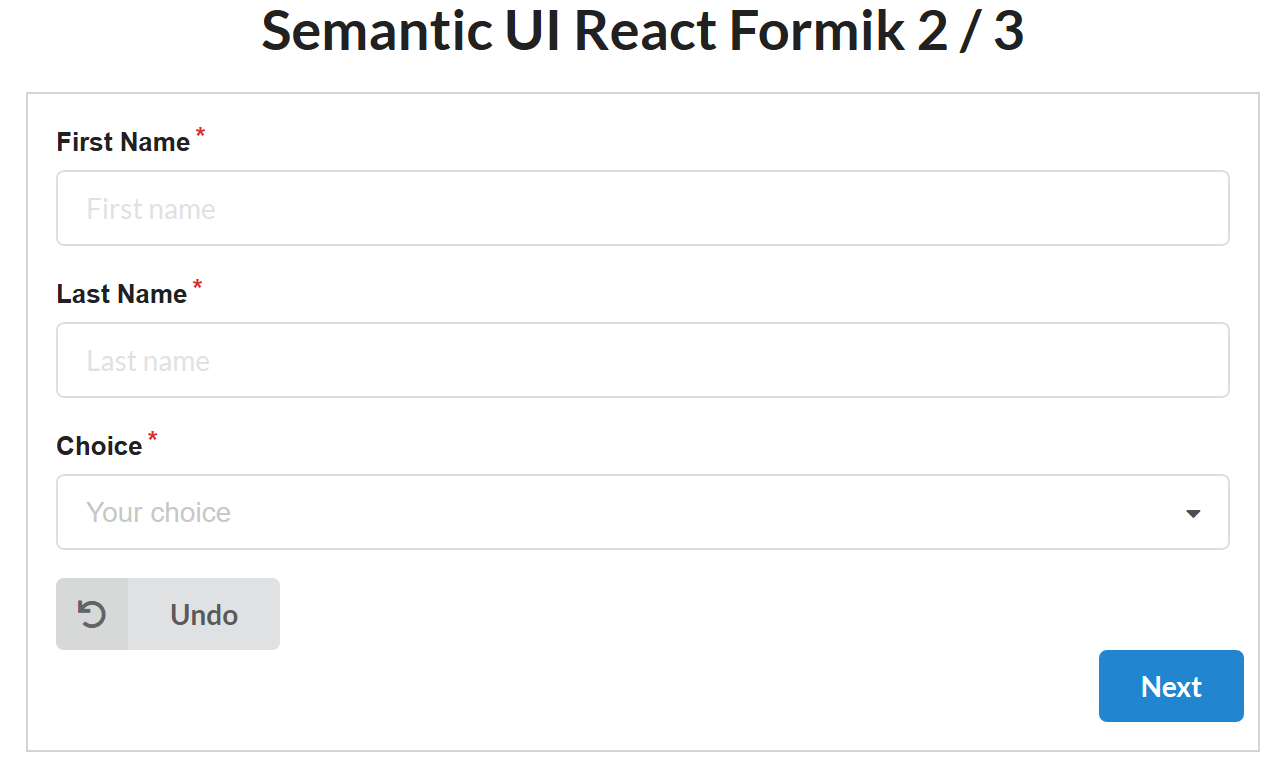 Semantic UI React Formik 2 / 3
First Name *
First name
Last Name *
Last name
Choice *
Your choice
Undo
Next